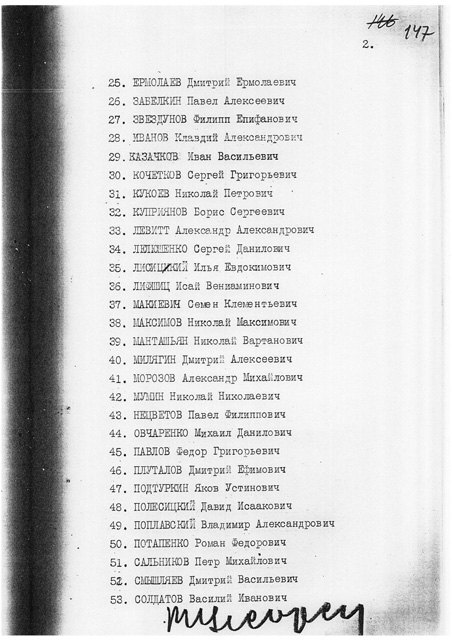 147
2.
25. ЕРМОЛАЕВ Дмитрий Ермолаевич
26. ЗАБЕЛКИН Павел Алексеевич
27. ЗВЕЗДУНОВ Филипп Епифанович
28. ИВАНОВ Клавдий Александрович
29. КАЗАЧКОВ Иван Васильевич
30. КОЧЕТКОВ Сергей Григорьевич
31. КУКОЕВ Николай Петрович
32. КУПРИЯНОВ Борис Сергеевич
33. ЛЕВИТТ Александр Александрович
34. ЛЕПЕШЕНКО Сергей Данилович
35. ЛИСИЦКИЙ Илья Евдокимович
36. ЛИФШИЦ Исай Вениаминович
37. МАКИЕВИЧ Семен Клементьевич
38. МАКСИМОВ Николай Максимович
39. МАНТАШЬЯН Николай Вартанович
40. МИЛЯГИН Дмитрий Алексеевич
41. МОРОЗОВ Александр Михайлович
42. МУМИН Николай Николаевич
43. НЕЦВЕТОВ Павел Филиппович
44. ОВЧАРЕНКО Михаил Данилович
45. ПАВЛОВ Федор Григорьевич
46. ПЛУТАЛОВ Дмитрий Ефимович
47. ПОДТУРКИН Яков Устинович
48. ПОЛЕСИЦКИЙ Давид Исаакович
49. ПОПЛАВСКИЙ Владимир Александрович
50. ПОТАПЕНКО Роман Федорович
51. САЛЬНИКОВ Петр Михайлович
52. СМЫШЛЯЕВ Дмитрий Васильевич
53. СОЛДАТОВ Василий Иванович